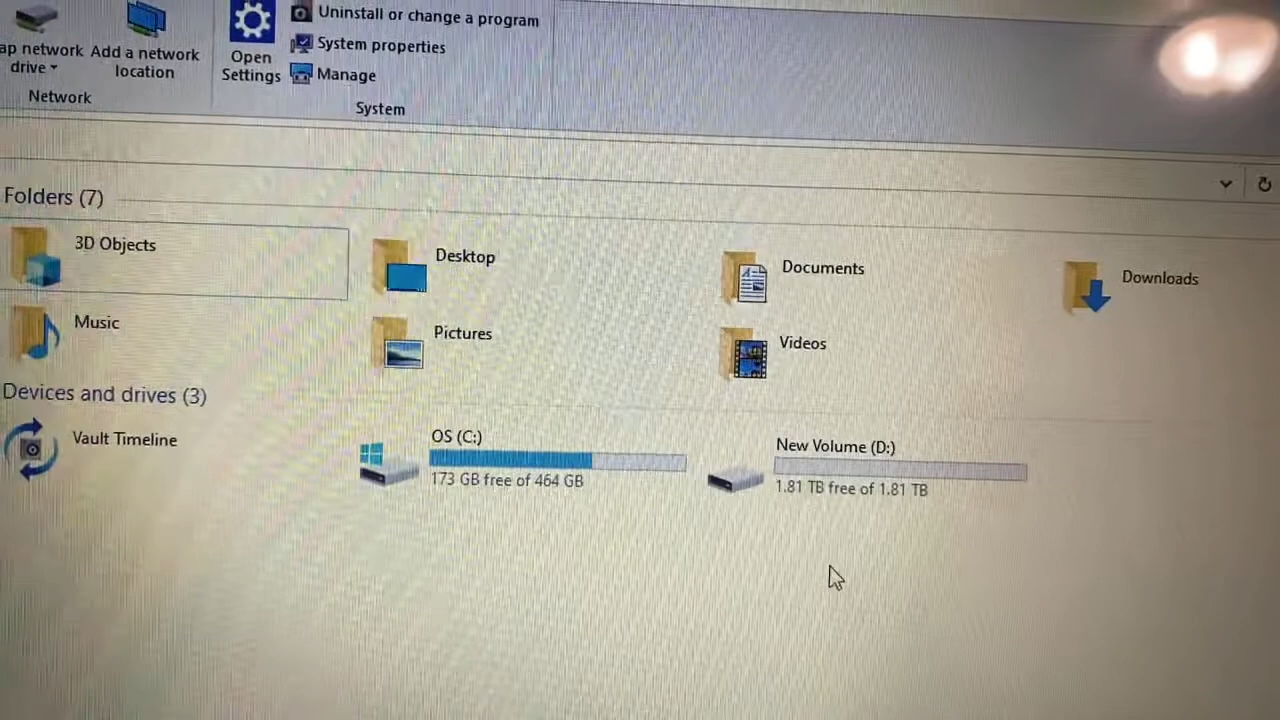 ap network
drive
Add a network
location
Network
Open
Settings
Uninstall or change a program
System properties
Manage
System
Folders (7)
3D Objects
Desktop
Documents
Downloads
Music
Pictures
Videos
Devices and drives (3)
Vault Timeline
OS (C:)
173 GB free of 464 GB
New Volume (D:)
1.81 TB free of 1.81 TB